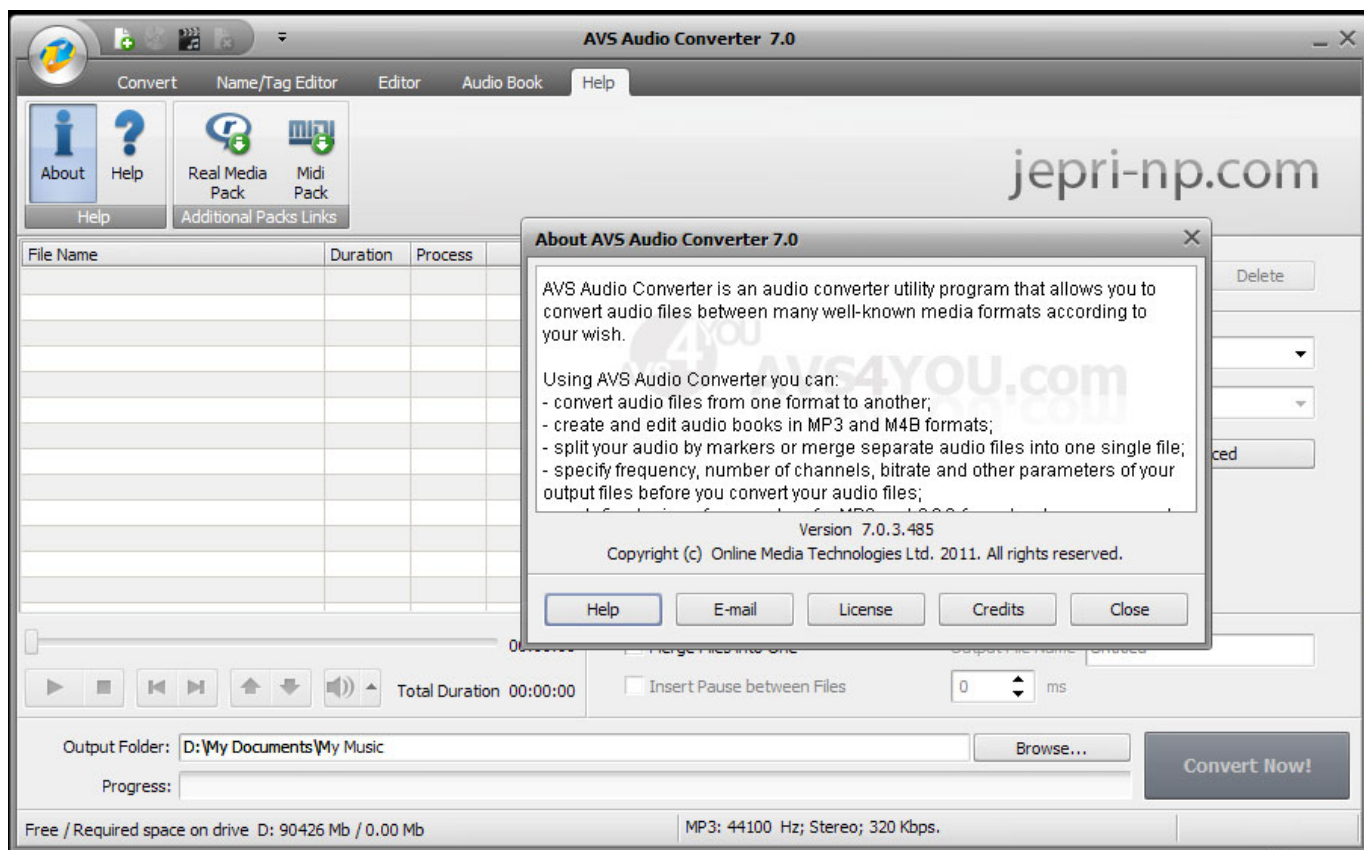 AVS Audio Converter 7.0
Convert Name/Tag Editor Editor Audio Book Help
About Help Real Media Pack Midi Pack
Help Additional Packs Links
jepri-np.com
File Name Duration Process
Delete
About AVS Audio Converter 7.0
AVS Audio Converter is an audio converter utility program that allows you to
convert audio files between many well-known media formats according to
your wish.
Using AVS Audio Converter you can:
- convert audio files from one format to another;
- create and edit audio books in MP3 and M4B formats;
- split your audio by markers or merge separate audio files into one single file;
- specify frequency, number of channels, bitrate and other parameters of your
output files before you convert your audio files;
4YOU
AVS4YOU.com
Version 7.0.3.485
Copyright (c) Online Media Technologies Ltd. 2011. All rights reserved.
Help E-mail License Credits Close
Total Duration 00:00:00
Insert Pause between Files 0 ms
Output Folder: D:\My Documents\My Music Browse...
Convert Now!
Progress:
Free / Required space on drive D: 90426 Mb / 0.00 Mb MP3: 44100 Hz; Stereo; 320 Kbps.